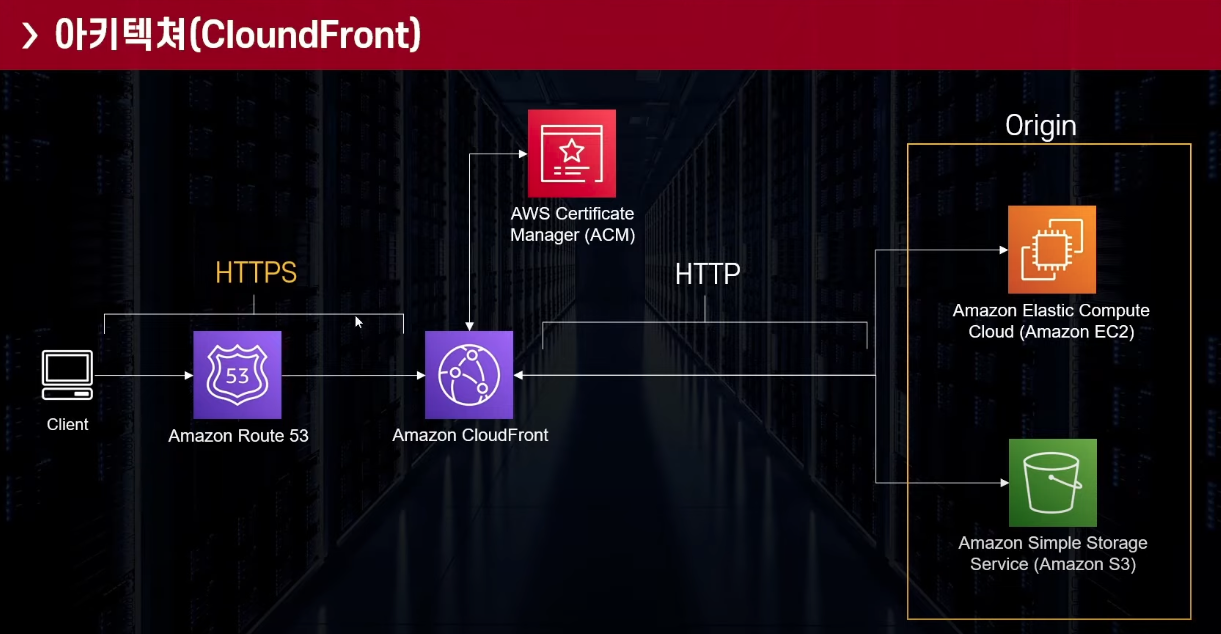 아키텍쳐(CloundFront)
Origin
AWS Certificate
Manager (ACM)
HTTPS
HTTP
53
Amazon Elastic Compute
Cloud (Amazon EC2)
Client
Amazon Route 53
Amazon CloudFront
Amazon Simple Storage
Service (Amazon S3)